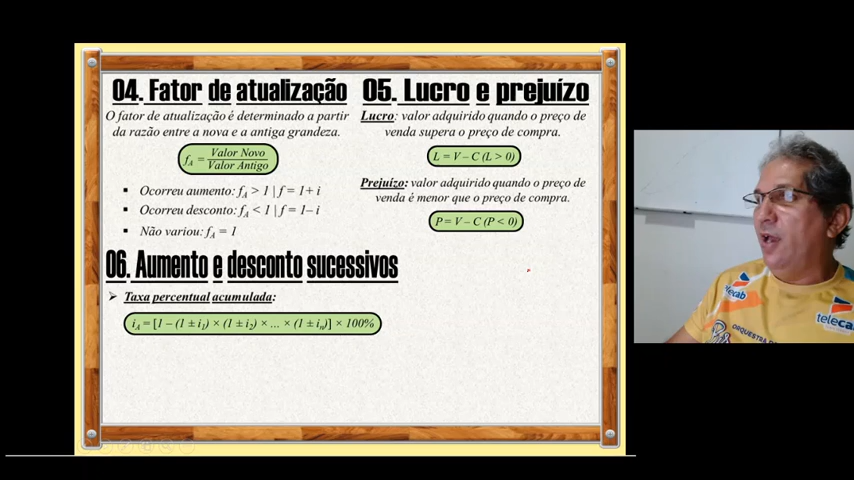 04. Fator de atualização
O fator de atualização é determinado a partir
da razão entre a nova e a antiga grandeza.
f_A = Valor Novo
Valor Antigo
▪ Ocorreu aumento: f_A > 1 | f = 1+ i
▪ Ocorreu desconto: f_A < 1 | f = 1– i
▪ Não variou: f_A = 1
05. Lucro e prejuízo
Lucro: valor adquirido quando o preço de
venda supera o preço de compra.
L = V – C (L > 0)
Prejuízo: valor adquirido quando o preço de
venda é menor que o preço de compra.
P = V – C (P < 0)
06. Aumento e desconto sucessivos
➢ Taxa percentual acumulada:
i_A = [1 – (1 ± i_1) × (1 ± i_2) × ... × (1 ± i_n)] × 100%
telecab
telecab
ORQUESTRA